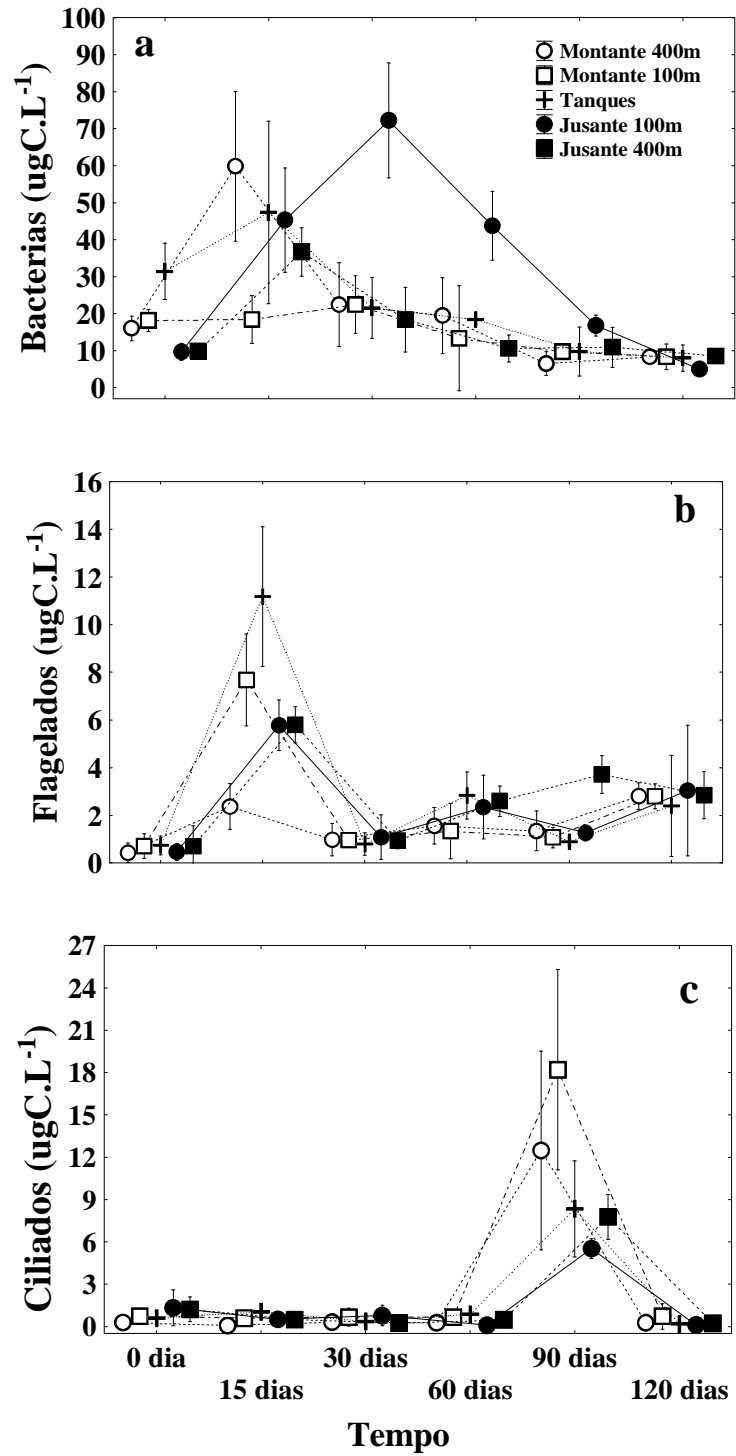 a
100
90
80
70
60
50
40
30
20
10
0
Bacterias (ugC.L-1)
Montante 400m
Montante 100m
Tanques
Jusante 100m
Jusante 400m
b
16
14
12
10
8
6
4
2
0
Flagelados (ugC.L-1)
c
27
24
21
18
15
12
9
6
3
0
Ciliados (ugC.L-1)
0 dia
15 dias
30 dias
60 dias
90 dias
120 dias
Tempo